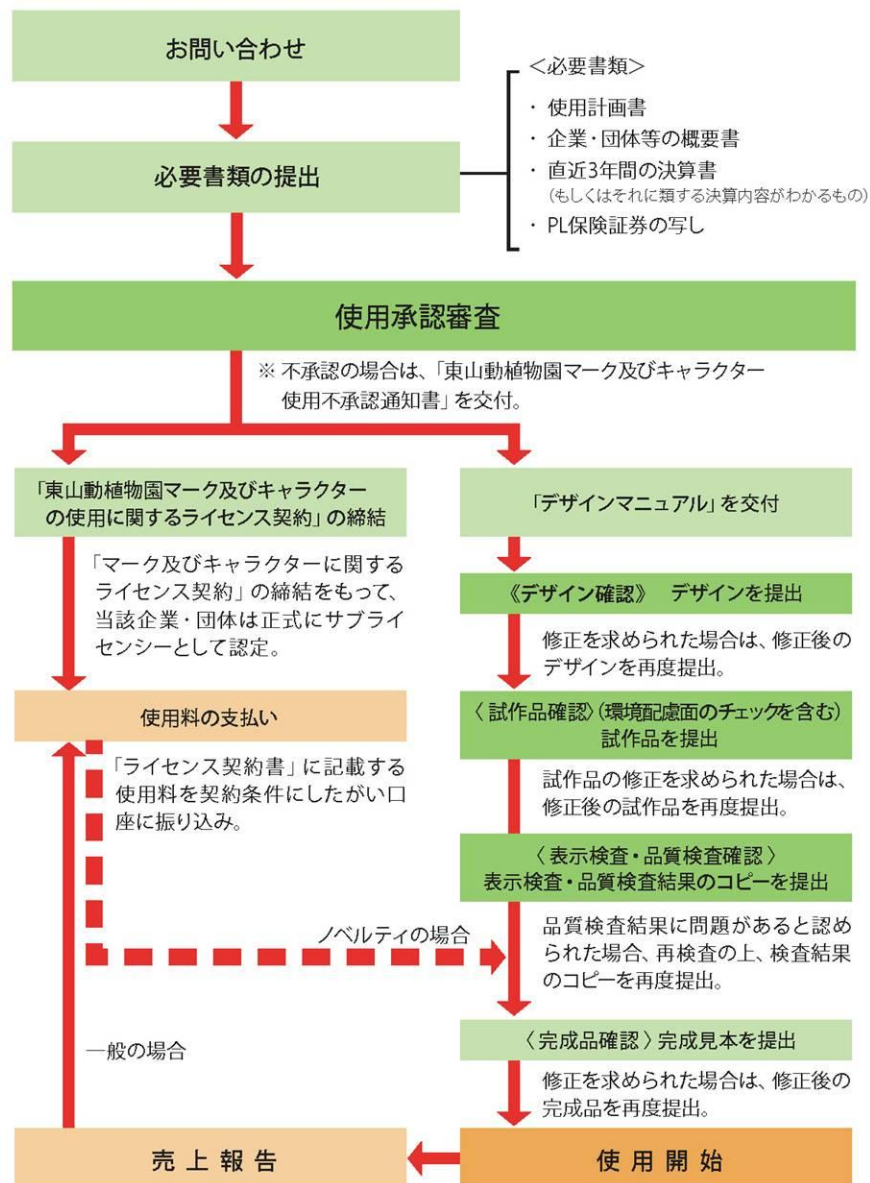 お問い合わせ
必要書類の提出
＜必要書類＞
・ 使用計画書
・ 企業・団体等の概要書
・ 直近3年間の決算書
（もしくはそれに類する決算内容がわかるもの）
・ PL保険証券の写し
使用承認審査
※ 不承認の場合は、「東山動植物園マーク及びキャラクター
使用不承認通知書」を交付。
「東山動植物園マーク及びキャラクター
の使用に関するライセンス契約」の締結
「マーク及びキャラクターに関する
ライセンス契約」の締結をもって、
当該企業・団体は正式にサブライ
センシーとして認定。
使用料の支払い
「ライセンス契約書」に記載する
使用料を契約条件にしたがい口
座に振り込み。
ノベルティの場合
一般の場合
売上報告
「デザインマニュアル」を交付
《デザイン確認》 デザインを提出
修正を求められた場合は、修正後の
デザインを再度提出。
〈試作品確認〉（環境配慮面のチェックを含む）
試作品を提出
試作品の修正を求められた場合は、
修正後の試作品を再度提出。
〈表示検査・品質検査確認〉
表示検査・品質検査結果のコピーを提出
品質検査結果に問題があると認め
られた場合、再検査の上、検査結果
のコピーを再度提出。
〈完成品確認〉完成見本を提出
修正を求められた場合は、修正後の
完成品を再度提出。
使用開始